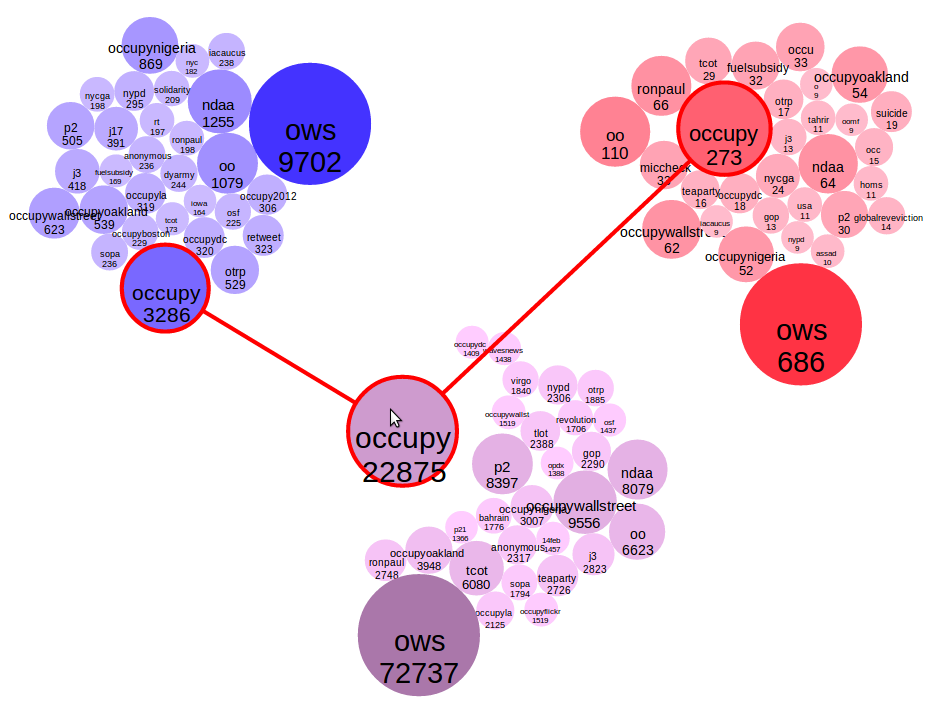 occupynigeria
869
nyc
182
iacaucus
238
nycga
198
nypd
295
solidarity
209
ndaa
1255
ows
9702
p2
505
j17
391
rt
197
ronpaul
198
anonymous
236
oo
1079
j3
418
fuelsubsidy
169
dyarmy
244
occupyla
319
iowa
164
occupy2012
306
occupywallstreet
623
occupyoakland
539
tcot
173
osf
225
occupyboston
229
occupydc
320
retweet
323
sopa
236
otrp
529
occupy
3286
occu
33
tcot
29
fuelsubsidy
32
occupyoakland
54
ronpaul
66
o
9
otrp
17
suicide
19
oo
110
occupy
273
tahrir
11
oomf
9
j3
13
occ
15
miccheck
33
nycga
24
ndaa
64
homs
11
teaparty
16
occupydc
18
usa
11
gop
13
p2
30
globalreveviction
14
iacaucus
9
occupywallstr
62
nypd
9
assad
10
occupynigeria
52
ows
686
occupydc
1409
1438
virgo
1840
nypd
2306
otrp
1885
occupywallst
1519
revolution
1706
osf
1437
tlot
2388
occupy
22875
gop
2290
p2
8397
opdx
1388
ndaa
8079
occupynigeria
3007
occupywallstreet
9556
bahrain
1776
p21
1366
oo
6623
14feb
1457
anonymous
2317
j3
2823
occupyoakland
3948
ronpaul
2748
tcot
6080
sopa
1794
teaparty
2726
occupyla
2125
occupyflickr
1519
ows
72737